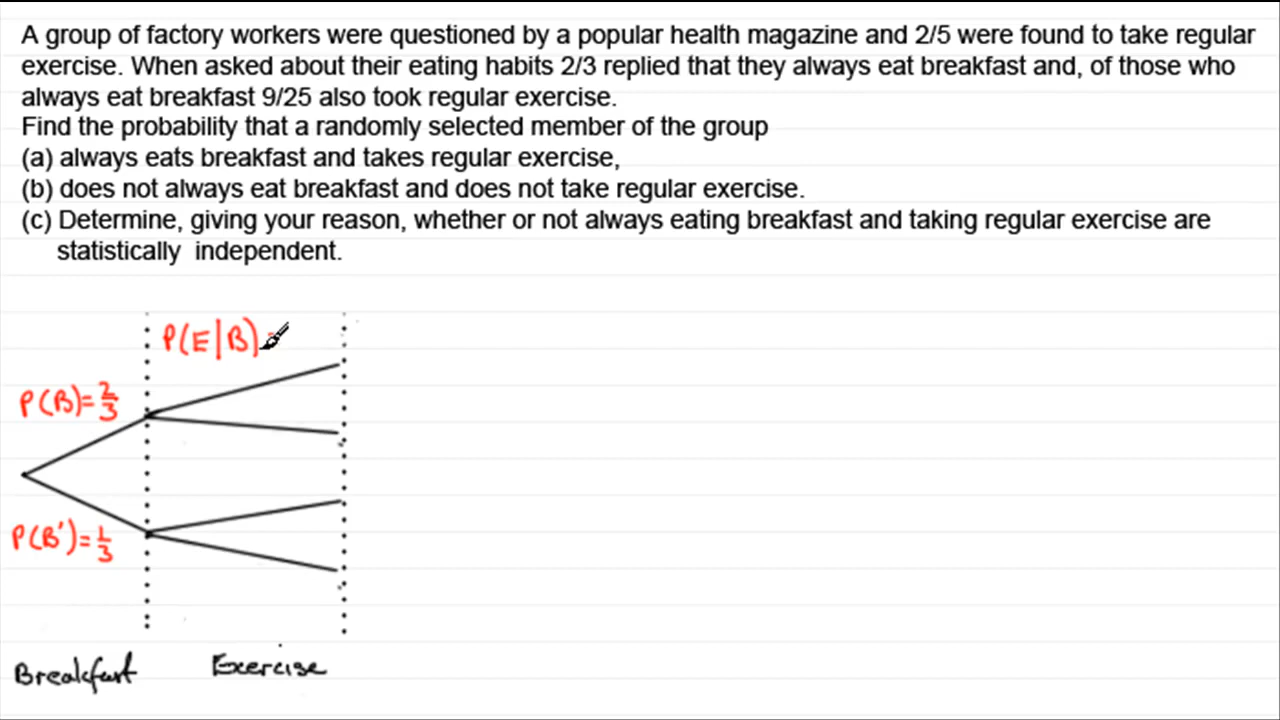 A group of factory workers were questioned by a popular health magazine and 2/5 were found to take regular
exercise. When asked about their eating habits 2/3 replied that they always eat breakfast and, of those who
always eat breakfast 9/25 also took regular exercise.
Find the probability that a randomly selected member of the group
(a) always eats breakfast and takes regular exercise,
(b) does not always eat breakfast and does not take regular exercise.
(c) Determine, giving your reason, whether or not always eating breakfast and taking regular exercise are
statistically independent.
P(E|B) =
P(B)=2/3
P(B')=1/3
Breakfast Exercise